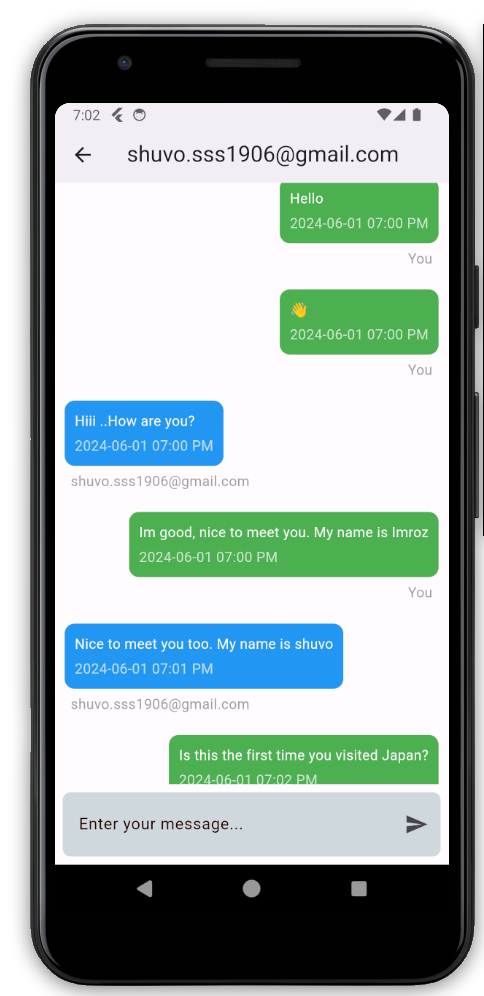 7:02
shuvo.sss1906@gmail.com
Hello
2024-06-01 07:00 PM
You
👋
2024-06-01 07:00 PM
You
Hiii ..How are you?
2024-06-01 07:00 PM
shuvo.sss1906@gmail.com
Im good, nice to meet you. My name is Imroz
2024-06-01 07:00 PM
You
Nice to meet you too. My name is shuvo
2024-06-01 07:01 PM
shuvo.sss1906@gmail.com
Is this the first time you visited Japan?
2024-06-01 07:02 PM
Enter your message...